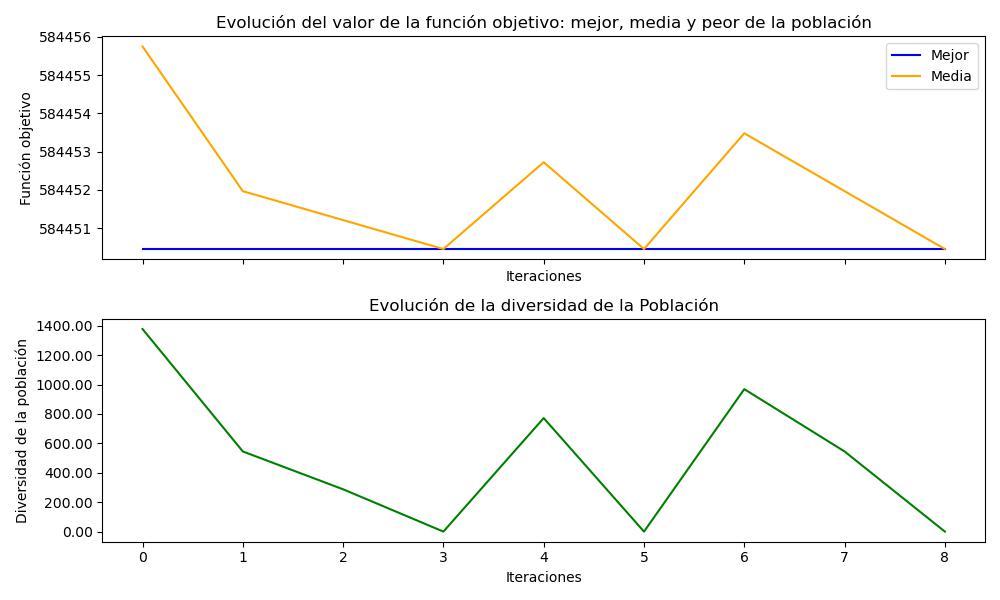 Evolución del valor de la función objetivo: mejor, media y peor de la población
584456
584455
584454
584453
584452
584451
Función objetivo
Mejor
Media
Iteraciones
Evolución de la diversidad de la Población
1400.00
1200.00
1000.00
800.00
600.00
400.00
200.00
0.00
Diversidad de la población
0 1 2 3 4 5 6 7 8
Iteraciones